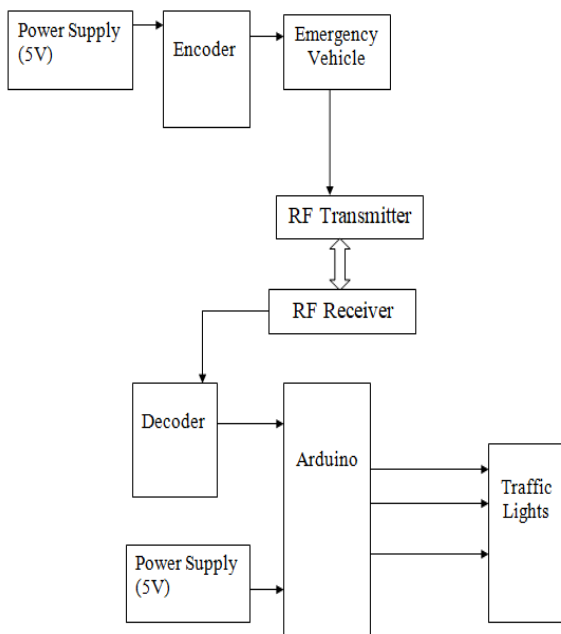 Power Supply
(5V)
Encoder
Emergency
Vehicle
RF Transmitter
RF Receiver
Decoder
Arduino
Traffic
Lights
Power Supply
(5V)